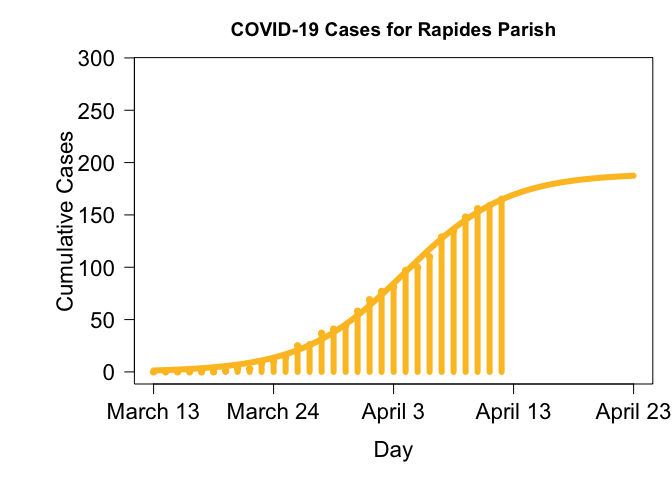 COVID-19 Cases for Rapides Parish
300
250
200
150
100
50
0
Cumulative Cases
March 13 March 24 April 3 April 13 April 23
Day